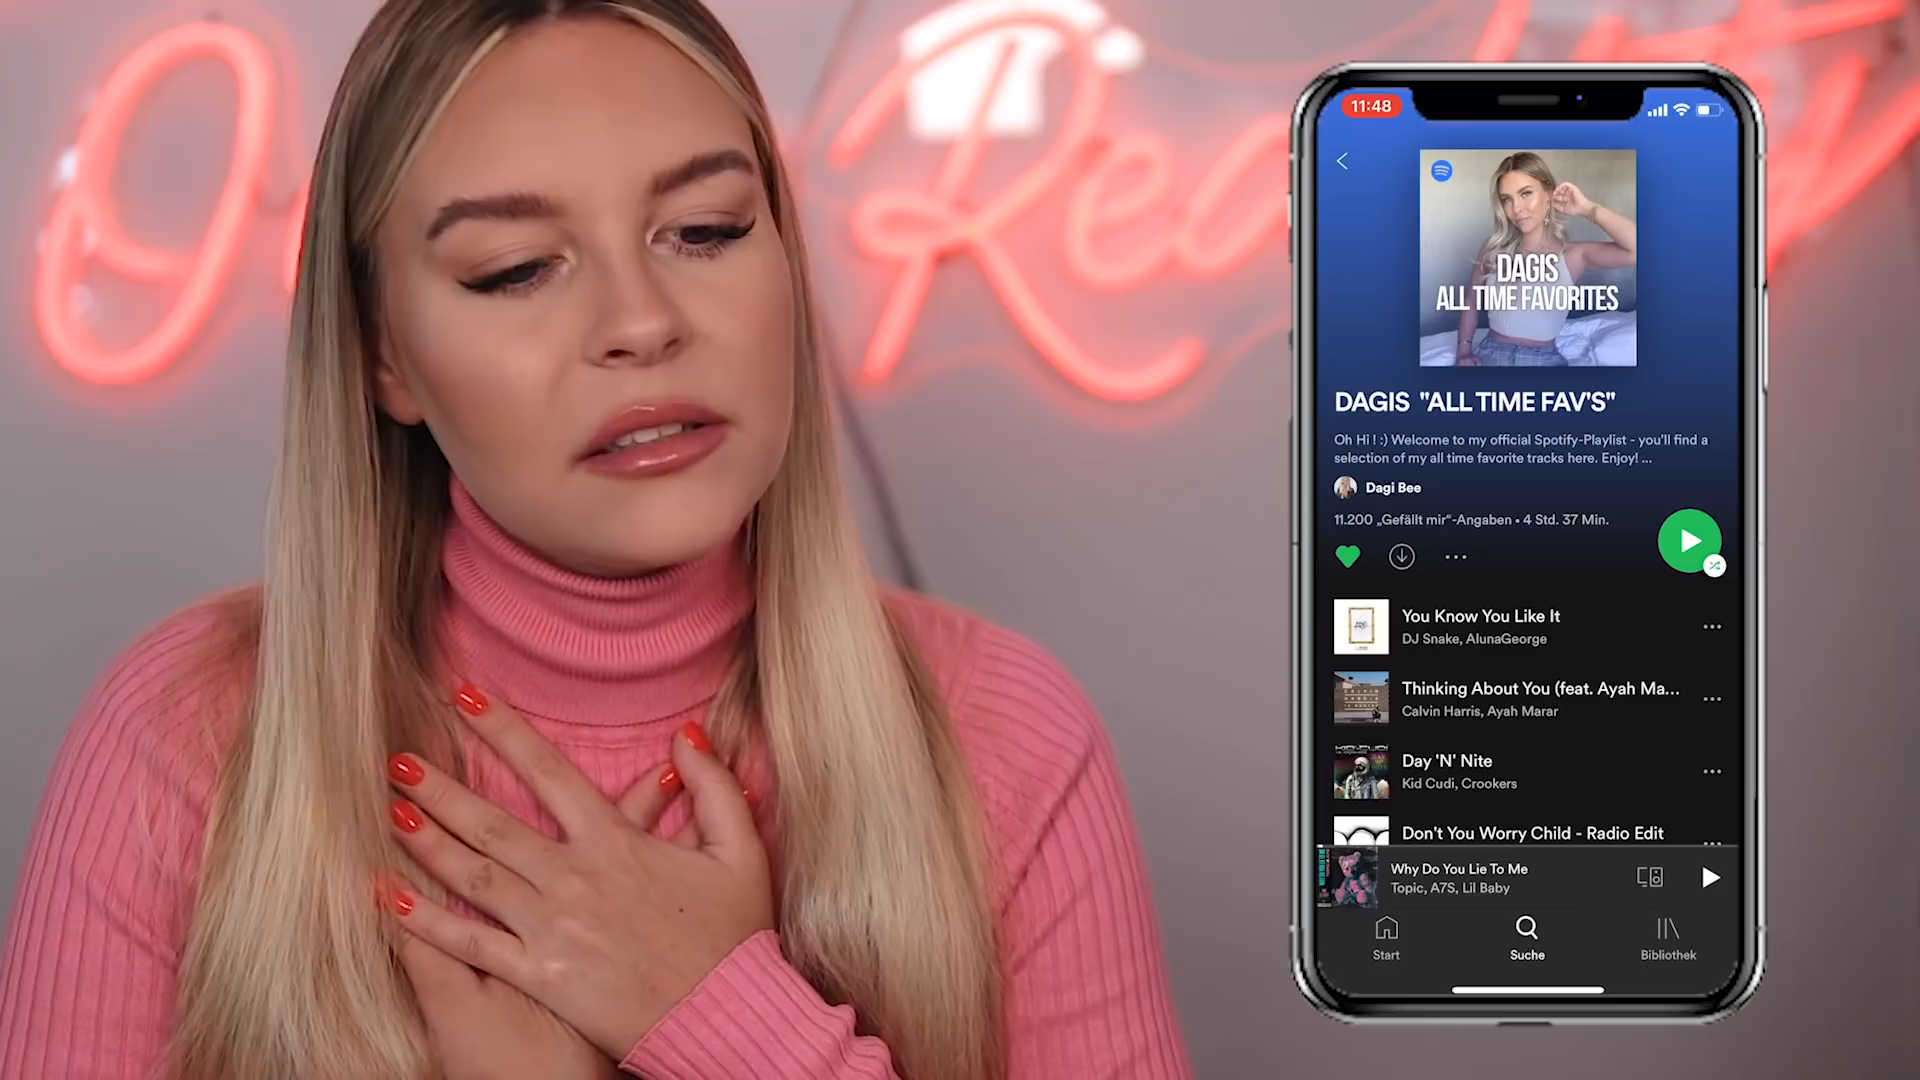 11:48
DAGIS
ALL TIME FAVORITES
DAGIS "ALL TIME FAV'S"
Oh Hi ! :) Welcome to my official Spotify-Playlist - you'll find a
selection of my all time favorite tracks here. Enjoy! ...
Dagi Bee
11.200 „Gefällt mir“-Angaben • 4 Std. 37 Min.
You Know You Like It
DJ Snake, AlunaGeorge
Thinking About You (feat. Ayah Ma...
Calvin Harris, Ayah Marar
Day 'N' Nite
Kid Cudi, Crookers
Don't You Worry Child - Radio Edit
Why Do You Lie To Me
Topic, A7S, Lil Baby
Start
Suche
Bibliothek